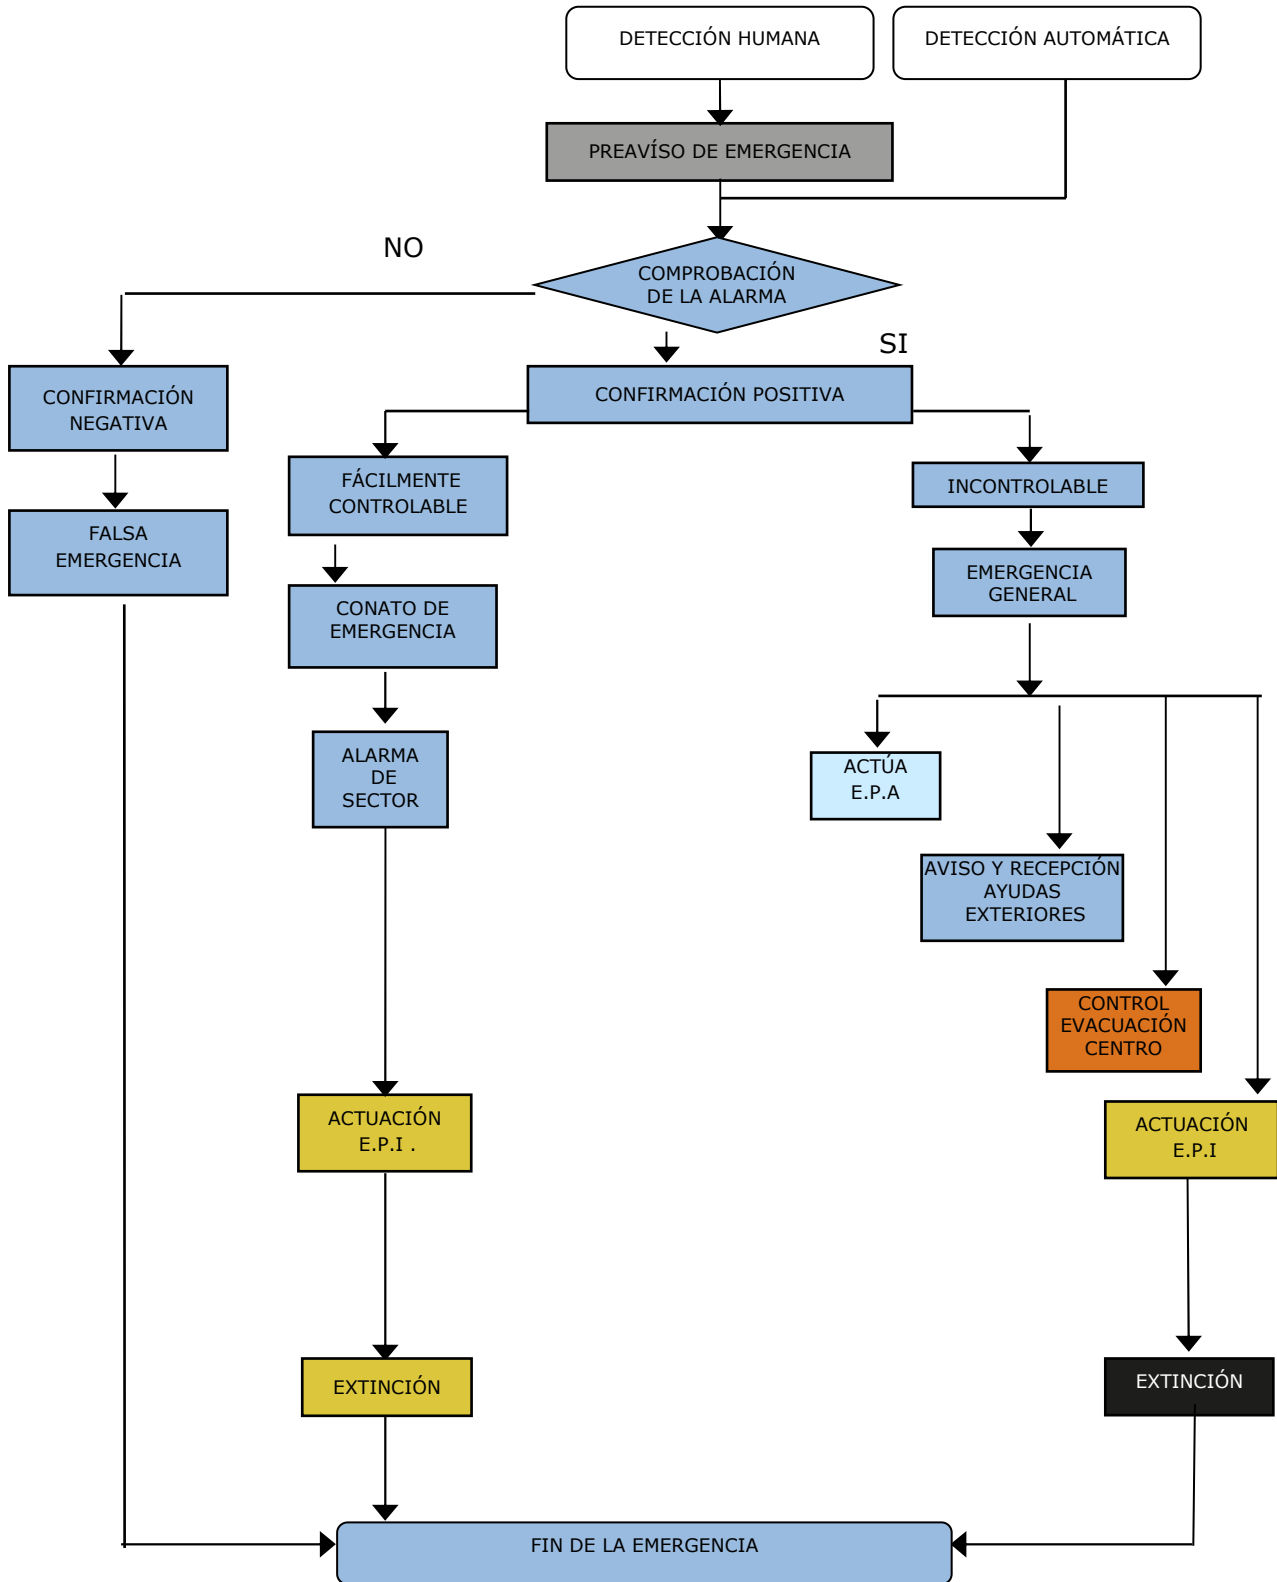 DETECCIÓN HUMANA
DETECCIÓN AUTOMÁTICA
PREAVÍSO DE EMERGENCIA
NO
COMPROBACIÓN
DE LA ALARMA
SI
CONFIRMACIÓN POSITIVA
CONFIRMACIÓN
NEGATIVA
FÁCILMENTE
CONTROLABLE
INCONTROLABLE
FALSA
EMERGENCIA
EMERGENCIA
GENERAL
CONATO DE
EMERGENCIA
ALARMA
DE
SECTOR
ACTÚA
E.P.A
AVISO Y RECEPCIÓN
AYUDAS
EXTERIORES
CONTROL
EVACUACIÓN
CENTRO
ACTUACIÓN
E.P.I .
ACTUACIÓN
E.P.I
EXTINCIÓN
EXTINCIÓN
FIN DE LA EMERGENCIA